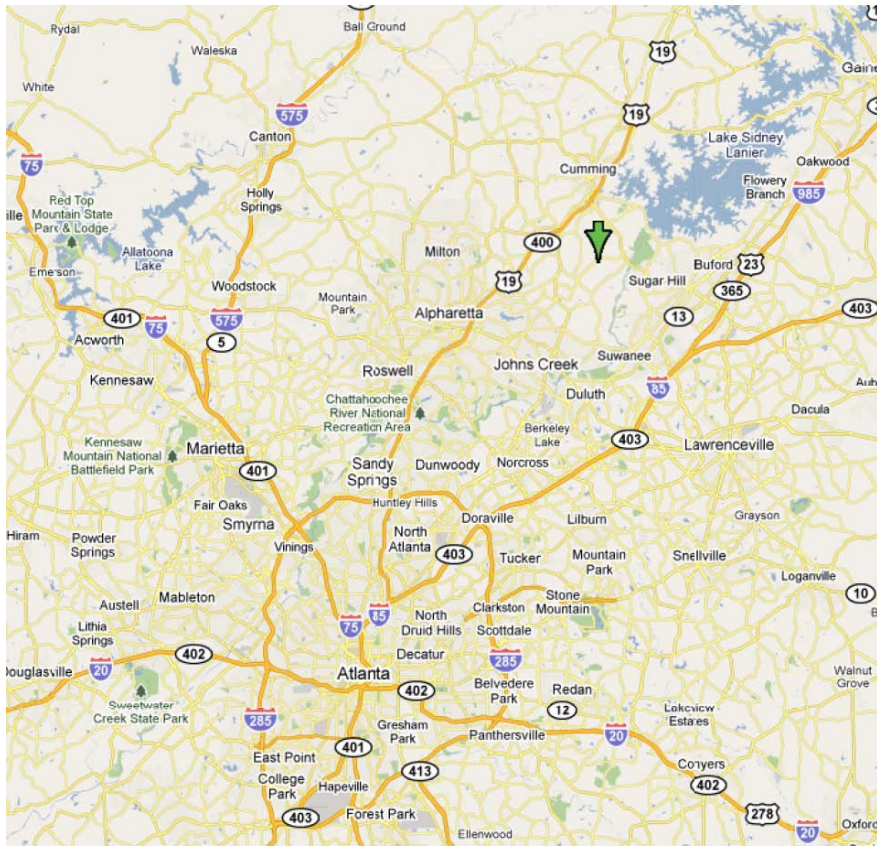 Rydal
Ball Ground
Waleska
19
White
575
19
Canton
Lake Sidney
Lanier
75
Cumming
Oakwood
Red Top
Mountain State
Park & Lodge
Holly
Springs
Flowery
Branch
985
Allatoona
Lake
Milton
400
Emerson
Woodstock
19
Sugar Hill
Buford
23
365
Mountain
Park
Alpharetta
13
403
401
75
575
5
Acworth
Kennesaw
Roswell
Johns Creek
Suwanee
85
Duluth
Chattahoochee
River National
Recreation Area
Berkeley
Lake
Dacula
Kennesaw
Mountain National
Battlefield Park
Marietta
401
403
Lawrenceville
Sandy
Springs
Dunwoody
Norcross
Fair Oaks
Huntley Hills
Smyrna
Doraville
Lilburn
Grayson
Hiram
Powder
Springs
Vinings
North
Atlanta
403
Tucker
Mountain
Park
Snellville
Loganville
10
Austell
Mableton
Stone
Mountain
Lithia
Springs
75
85
North
Druid Hills
Clarkston
Scottdale
402
Decatur
285
Douglasville
20
Atlanta
402
Belvedere
Park
Redan
Walnut
Grove
Sweetwater
Creek State Park
285
12
Lakeview
Estates
Gresham
Park
Panthersville
20
East Point
401
College
Park
413
Conyers
402
Hapeville
403
Forest Park
278
20
Ellenwood